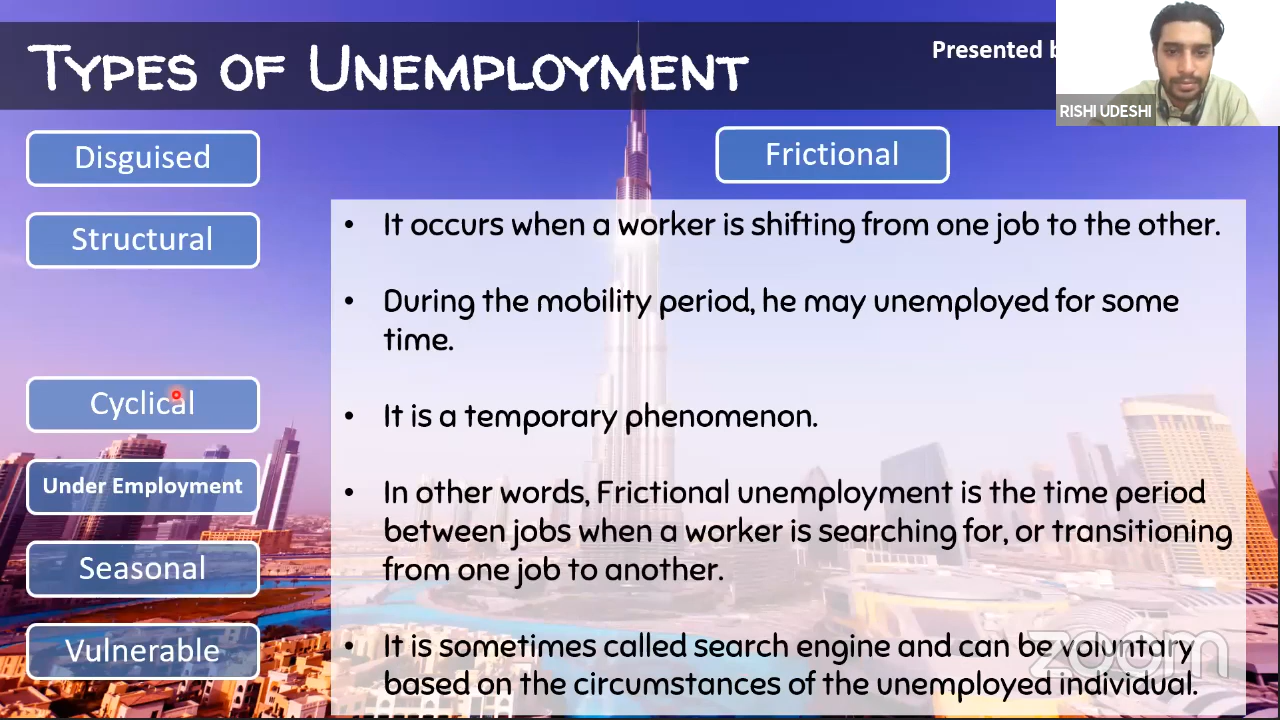 Types of Unemployment
Presented b
RISHI UDESHI
Disguised
Structural
Cyclical
Under Employment
Seasonal
Vulnerable
Frictional
• It occurs when a worker is shifting from one job to the other.
• During the mobility period, he may unemployed for some
time.
• It is a temporary phenomenon.
• In other words, Frictional unemployment is the time period
between jobs when a worker is searching for, or transitioning
from one job to another.
• It is sometimes called search engine and can be voluntary
based on the circumstances of the unemployed individual.
zoom